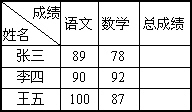 成绩 语文 数学 总成绩
姓名
张三 89 78
李四 90 92
王五 100 87